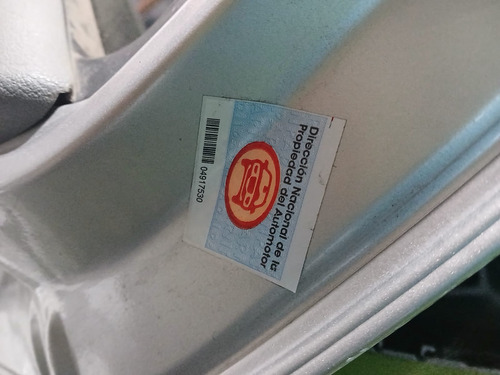 Dirección Nacional de la
Propiedad del Automotor
04917530